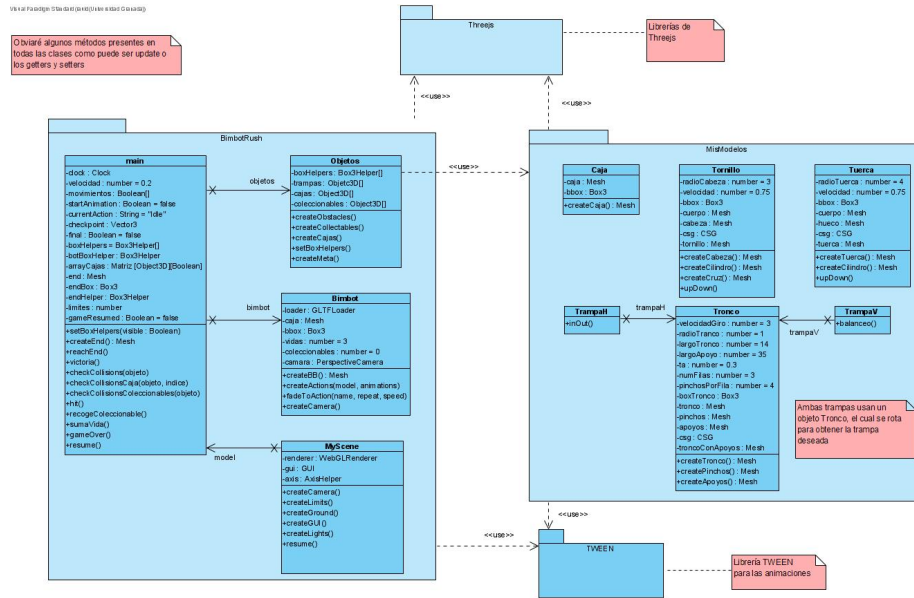 Visual Paradigm Standard(david(Universidad Granada))
Obviaré algunos métodos presentes en
todas las clases como puede ser update o
los getters y setters
Threejs
Librerías de
Threejs
<<use>>
<<use>>
BimbotRush
main
-clock : Clock
-velocidad : number = 0.2
-movimientos : Boolean[]
-startAnimation : Boolean = false
-currentAction : String = "Idle"
-checkpoint : Vector3
-final : Boolean = false
-boxHelpers = Box3Helper[]
-botBoxHelper : Box3Helper
-arrayCajas : Matriz [Object3D][Boolean]
-end : Mesh
-endBox : Box3
-endHelper : Box3Helper
-limites : number
-gameResumed : Boolean = false
+setBoxHelpers(visible : Boolean)
+createEnd() : Mesh
+reachEnd()
+victoria()
+checkCollisions(objeto)
+checkCollisionsCaja(objeto, indice)
+checkCollisionsColeccionables(objeto)
+hit()
+recogeColeccionable()
+sumaVida()
+gameOver()
+resume()
objetos
Objetos
-boxHelpers : Box3Helper[]
-trampas : Objetc3D[]
-cajas : Object3D[]
-coleccionables : Object3D[]
+createObstacles()
+createCollectables()
+createCajas()
+setBoxHelpers()
+createMeta()
bimbot
Bimbot
-loader : GLTFLoader
-caja : Mesh
-bbox : Box3
-vidas : number = 3
-coleccionables : number = 0
-camara : PerspectiveCamera
+createBB() : Mesh
+createActions(model, animations)
+fadeToAction(name, repeat, speed)
+createCamera()
model
MyScene
-renderer : WebGLRenderer
-gui : GUI
-axis : AxisHelper
+createCamera()
+createLimits()
+createGround()
+createGUI()
+createLights()
+resume()
<<use>>
MisModelos
Caja
-caja : Mesh
-bbox : Box3
+createCaja() : Mesh
Tornillo
-radioCabeza : number = 3
-velocidad : number = 0.75
-bbox : Box3
-cuerpo : Mesh
-cabeza : Mesh
-csg : CSG
-tornillo : Mesh
+createCabeza() : Mesh
+createCilindro() : Mesh
+createCruz() : Mesh
+upDown()
Tuerca
-radioTuerca : number = 4
-velocidad : number = 0.75
-bbox : Box3
-cuerpo : Mesh
-hueco : Mesh
-csg : CSG
-tuerca : Mesh
+createTuerca() : Mesh
+createCilindro() : Mesh
+upDown()
TrampaH
+inOut()
trampaH
Tronco
-velocidadGiro : number = 3
-radioTranco : number = 1
-largoTronco : number = 14
-largoApoyo : number = 35
-ta : number = 0.3
-numFilas : number = 3
-pinchosPorFila : number = 4
-boxTronco : Box3
-tronco : Mesh
-pinchos : Mesh
-apoyos : Mesh
-csg : CSG
-troncoConApoyos : Mesh
+createTronco() : Mesh
+createPinchos() : Mesh
+createApoyos() : Mesh
trampaV
TrampaV
+balanceo()
Ambas trampas usan un
objeto Tronco, el cual se rota
para obtener la trampa
deseada
<<use>>
<<use>>
TWEEN
Librería TWEEN
para las animaciones